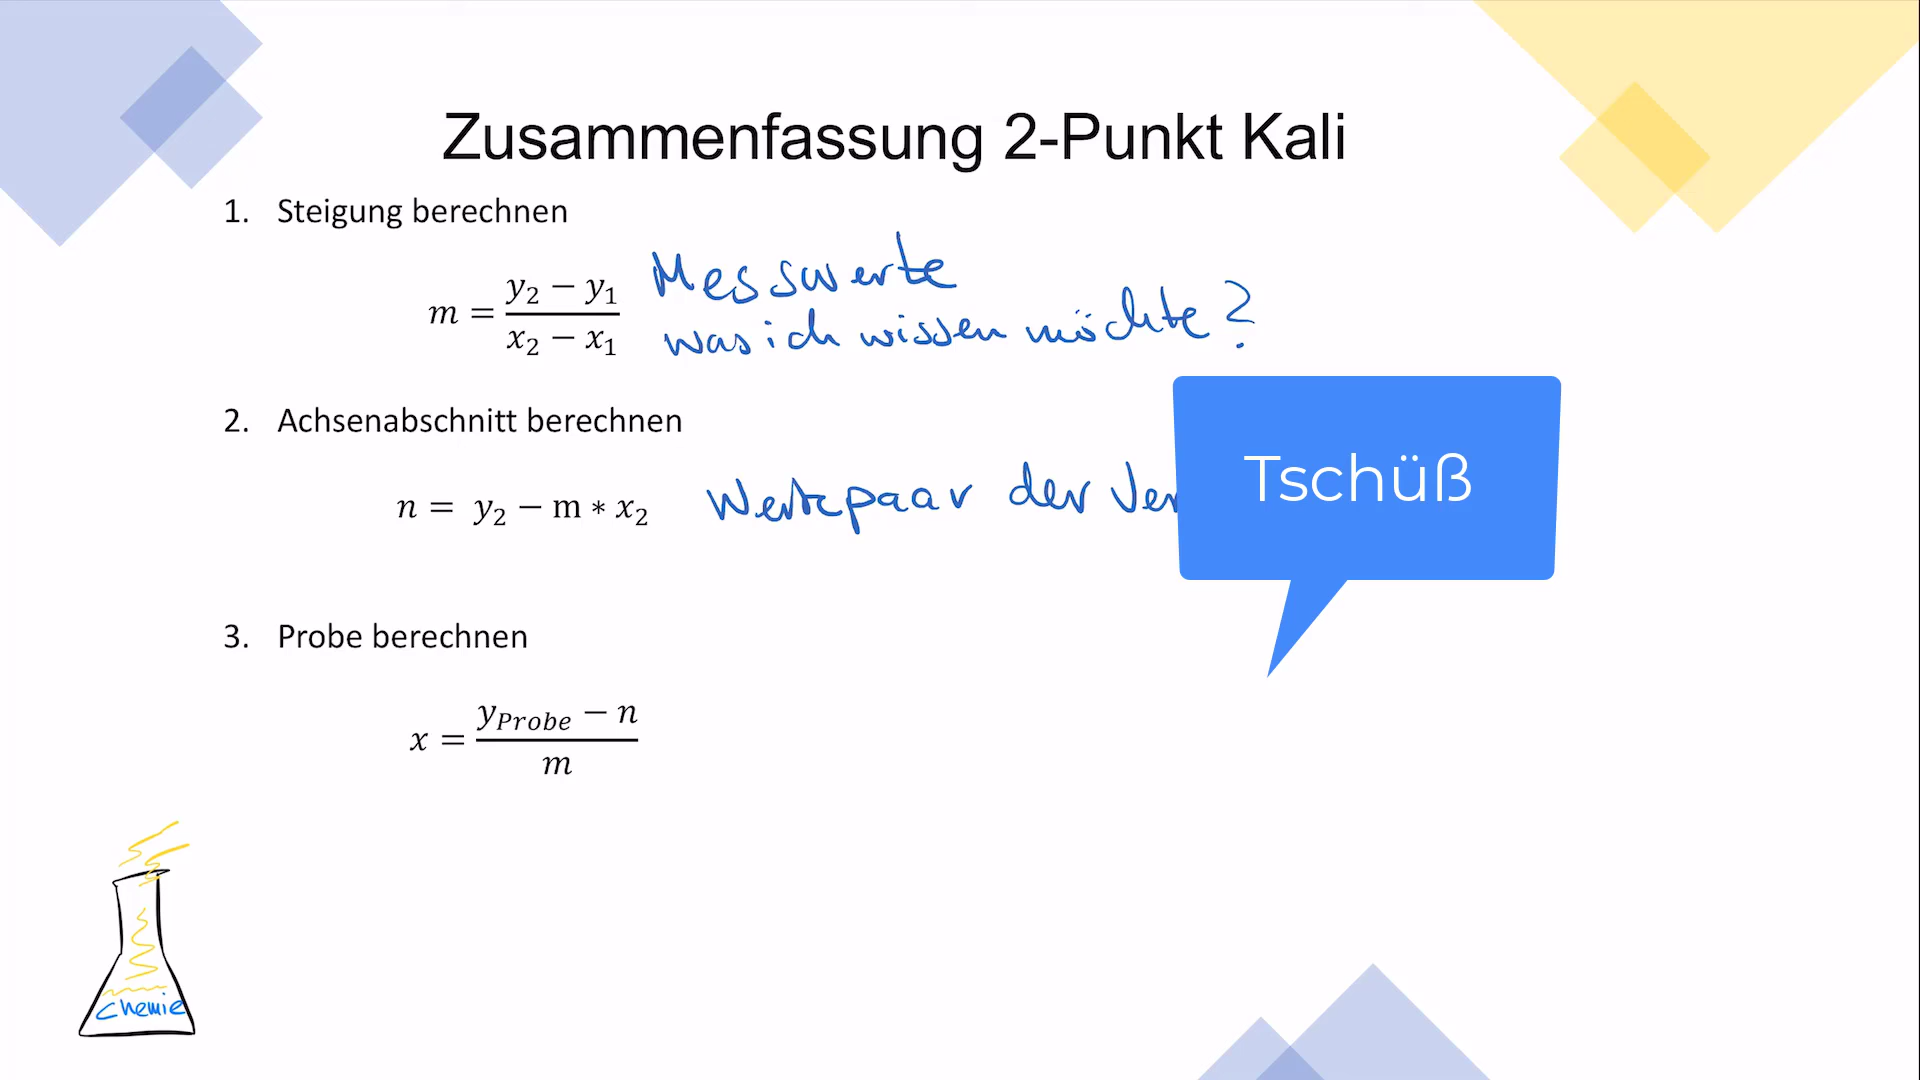 Zusammenfassung 2-Punkt Kali
1. Steigung berechnen
m = (y₂ − y₁) / (x₂ − x₁)
Messwerte
was ich wissen möchte?
2. Achsenabschnitt berechnen
n = y₂ − m ∗ x₂
Wertepaar der
Tschüß
3. Probe berechnen
x = (y_Probe − n) / m
chemie